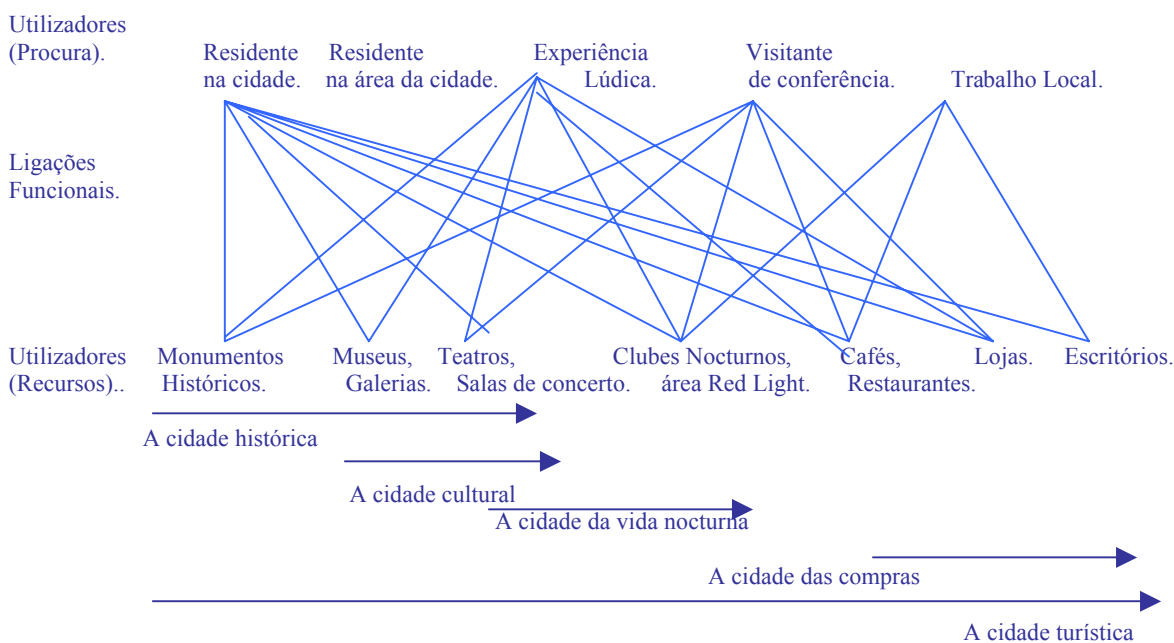 Utilizadores
(Procura).
Residente
na cidade.
Residente
na área da cidade.
Experiência
Lúdica.
Visitante
de conferência.
Trabalho Local.
Ligações
Funcionais.
Utilizadores
(Recursos)..
Monumentos
Históricos.
Museus,
Galerias.
Teatros,
Salas de concerto.
Clubes Nocturnos,
área Red Light.
Cafés,
Restaurantes.
Lojas.
Escritórios.
A cidade histórica
A cidade cultural
A cidade da vida nocturna
A cidade das compras
A cidade turística